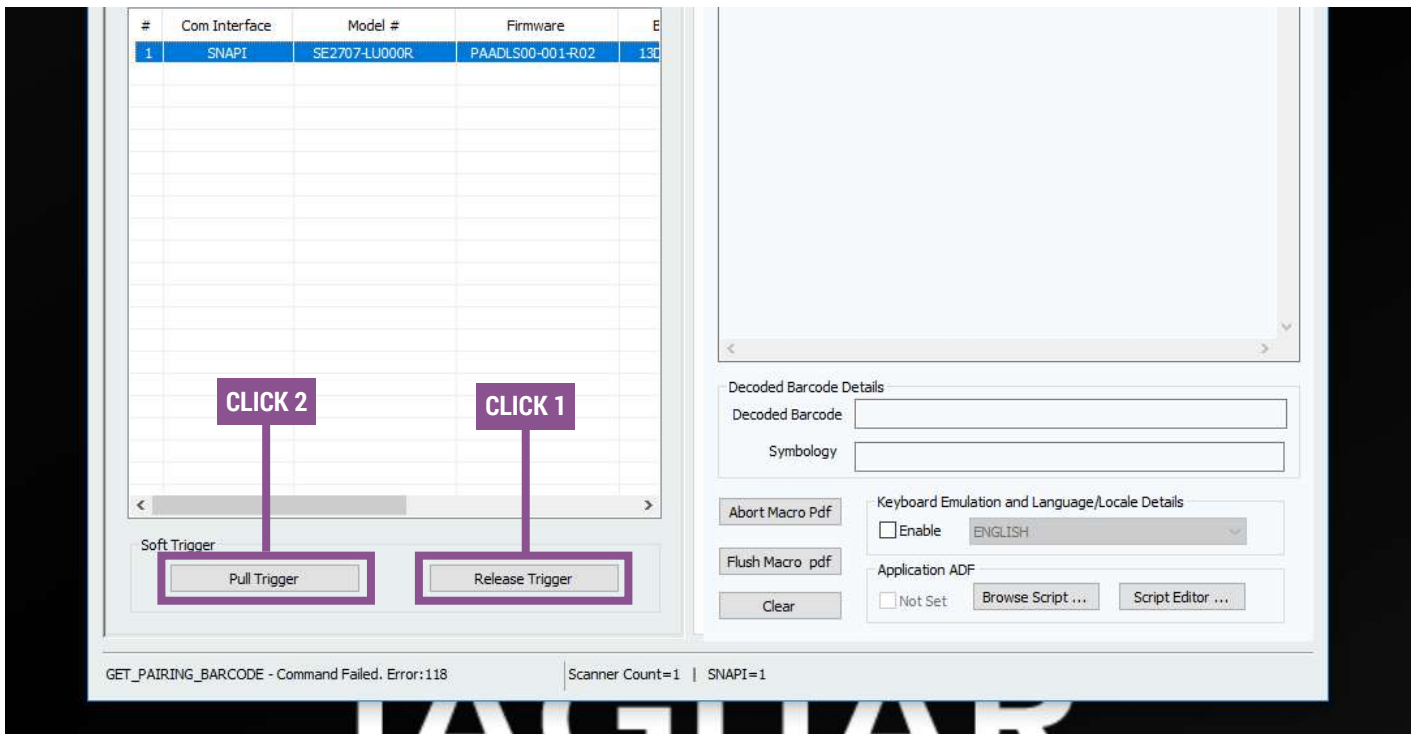 # Com Interface Model # Firmware
1 SNAPI SE2707-LU000R PAADLS00-001-R02
CLICK 2
CLICK 1
Soft Trigger
Pull Trigger
Release Trigger
Decoded Barcode Details
Decoded Barcode
Symbology
Abort Macro Pdf
Flush Macro pdf
Clear
Keyboard Emulation and Language/Locale Details
Enable ENGLISH
Application ADF
Not Set Browse Script ... Script Editor ...
GET_PAIRING_BARCODE - Command Failed. Error:118 Scanner Count=1 | SNAPI=1
JAGUAR